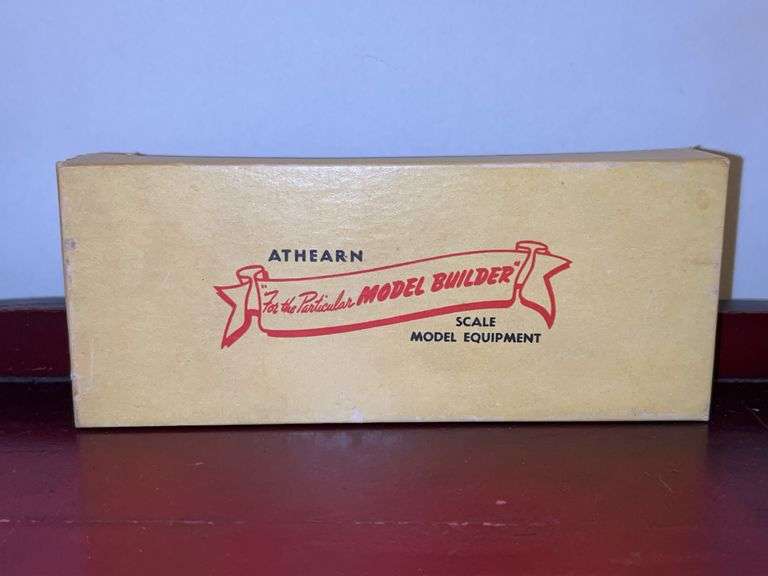 ATHEARN
"For the Particular MODEL BUILDER"
SCALE
MODEL EQUIPMENT